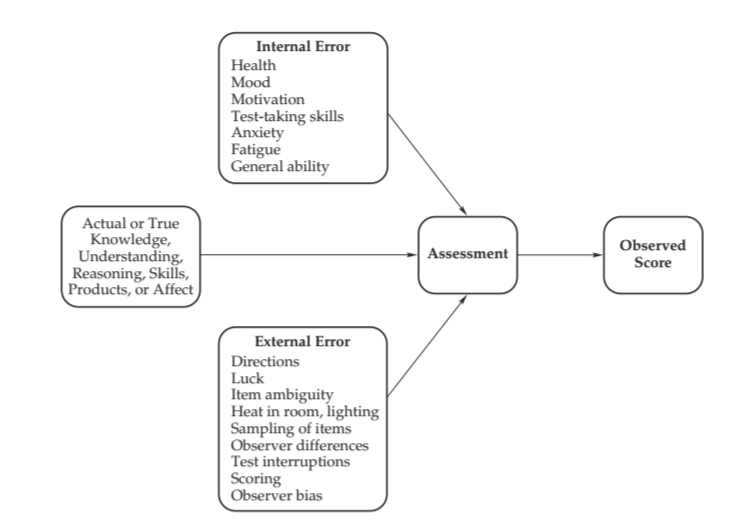 Internal Error
Health
Mood
Motivation
Test-taking skills
Anxiety
Fatigue
General ability
Actual or True
Knowledge,
Understanding,
Reasoning, Skills,
Products, or Affect
Assessment
Observed
Score
External Error
Directions
Luck
Item ambiguity
Heat in room, lighting
Sampling of items
Observer differences
Test interruptions
Scoring
Observer bias